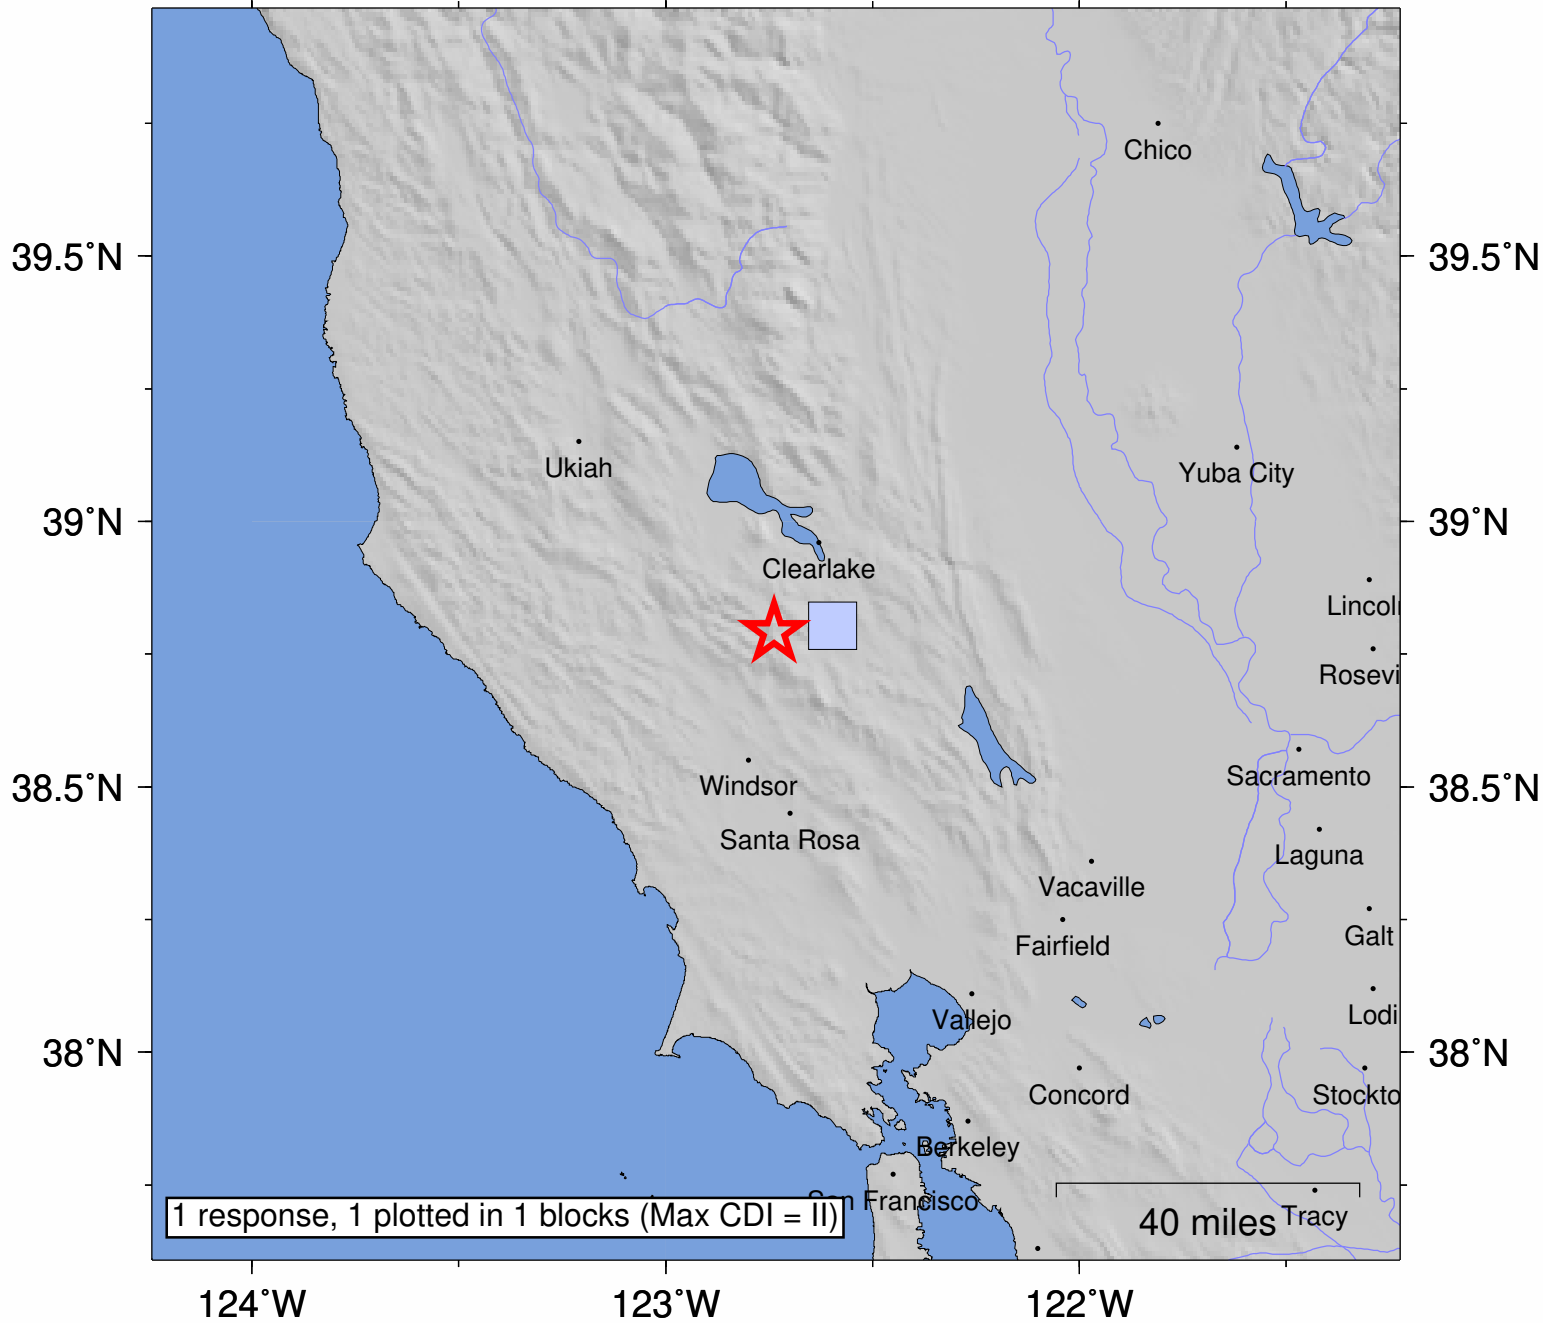 Chico
39.5°N
39.5°N
Ukiah
Yuba City
39°N
39°N
Clearlake
Lincoln
Rosevi
Windsor
38.5°N
38.5°N
Sacramento
Santa Rosa
Laguna
Vacaville
Fairfield
Galt
Vallejo
Lodi
38°N
38°N
Concord
Stockto
Berkeley
San Francisco
1 response, 1 plotted in 1 blocks (Max CDI = II)
40 miles
Tracy
124°W
123°W
122°W